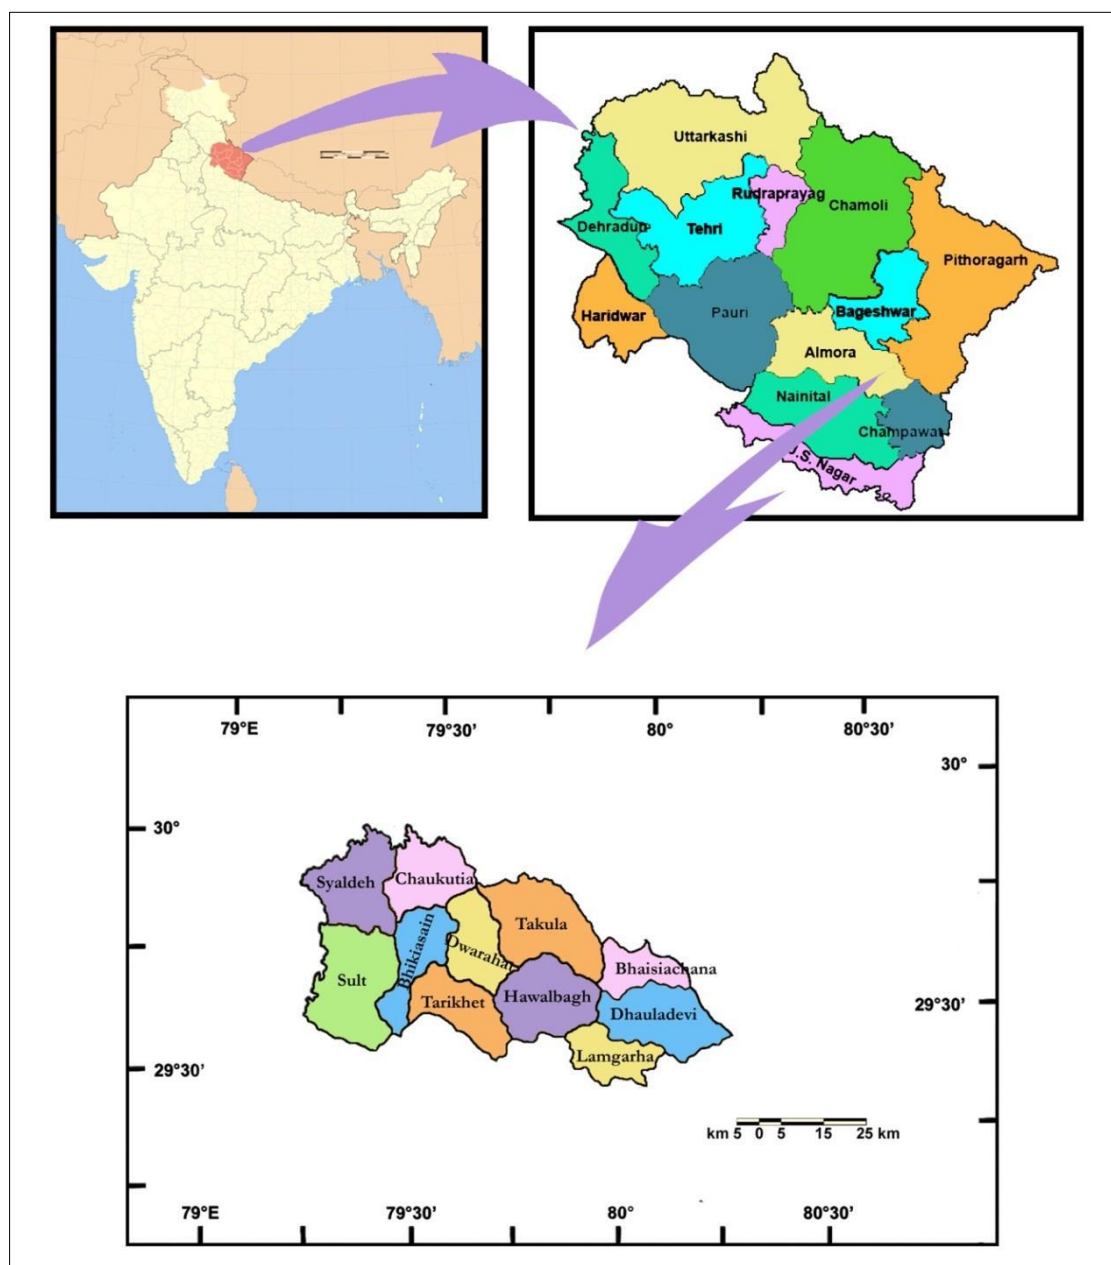 Uttarkashi
Rudraprayag
Chamoli
Dehradun
Tehri
Pithoragarh
Haridwar
Pauri
Bageshwar
Almora
Nainital
Champawat
U.S. Nagar
79°E
79°30'
80°
80°30'
30°
30°
Syaldeh
Chaukutia
Takula
Bhikiasain
Dwarahat
Bhaisiachana
Sult
Tarikhet
Hawalbagh
Dhauladevi
29°30'
Lamgarha
29°30'
km 5 0 5 15 25 km
79°E
79°30'
80°
80°30'